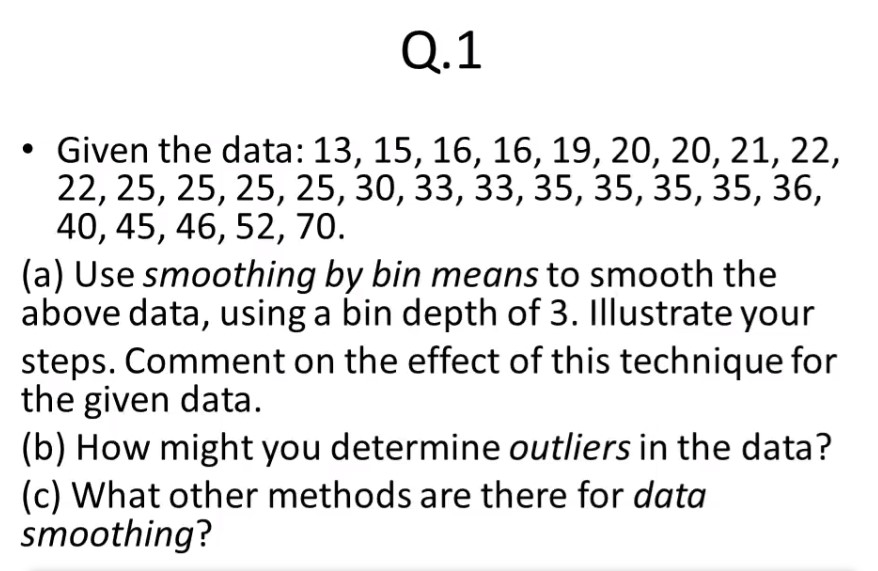 Q.1
• Given the data: 13, 15, 16, 16, 19, 20, 20, 21, 22,
22, 25, 25, 25, 25, 30, 33, 33, 35, 35, 35, 35, 36,
40, 45, 46, 52, 70.
(a) Use smoothing by bin means to smooth the
above data, using a bin depth of 3. Illustrate your
steps. Comment on the effect of this technique for
the given data.
(b) How might you determine outliers in the data?
(c) What other methods are there for data
smoothing?